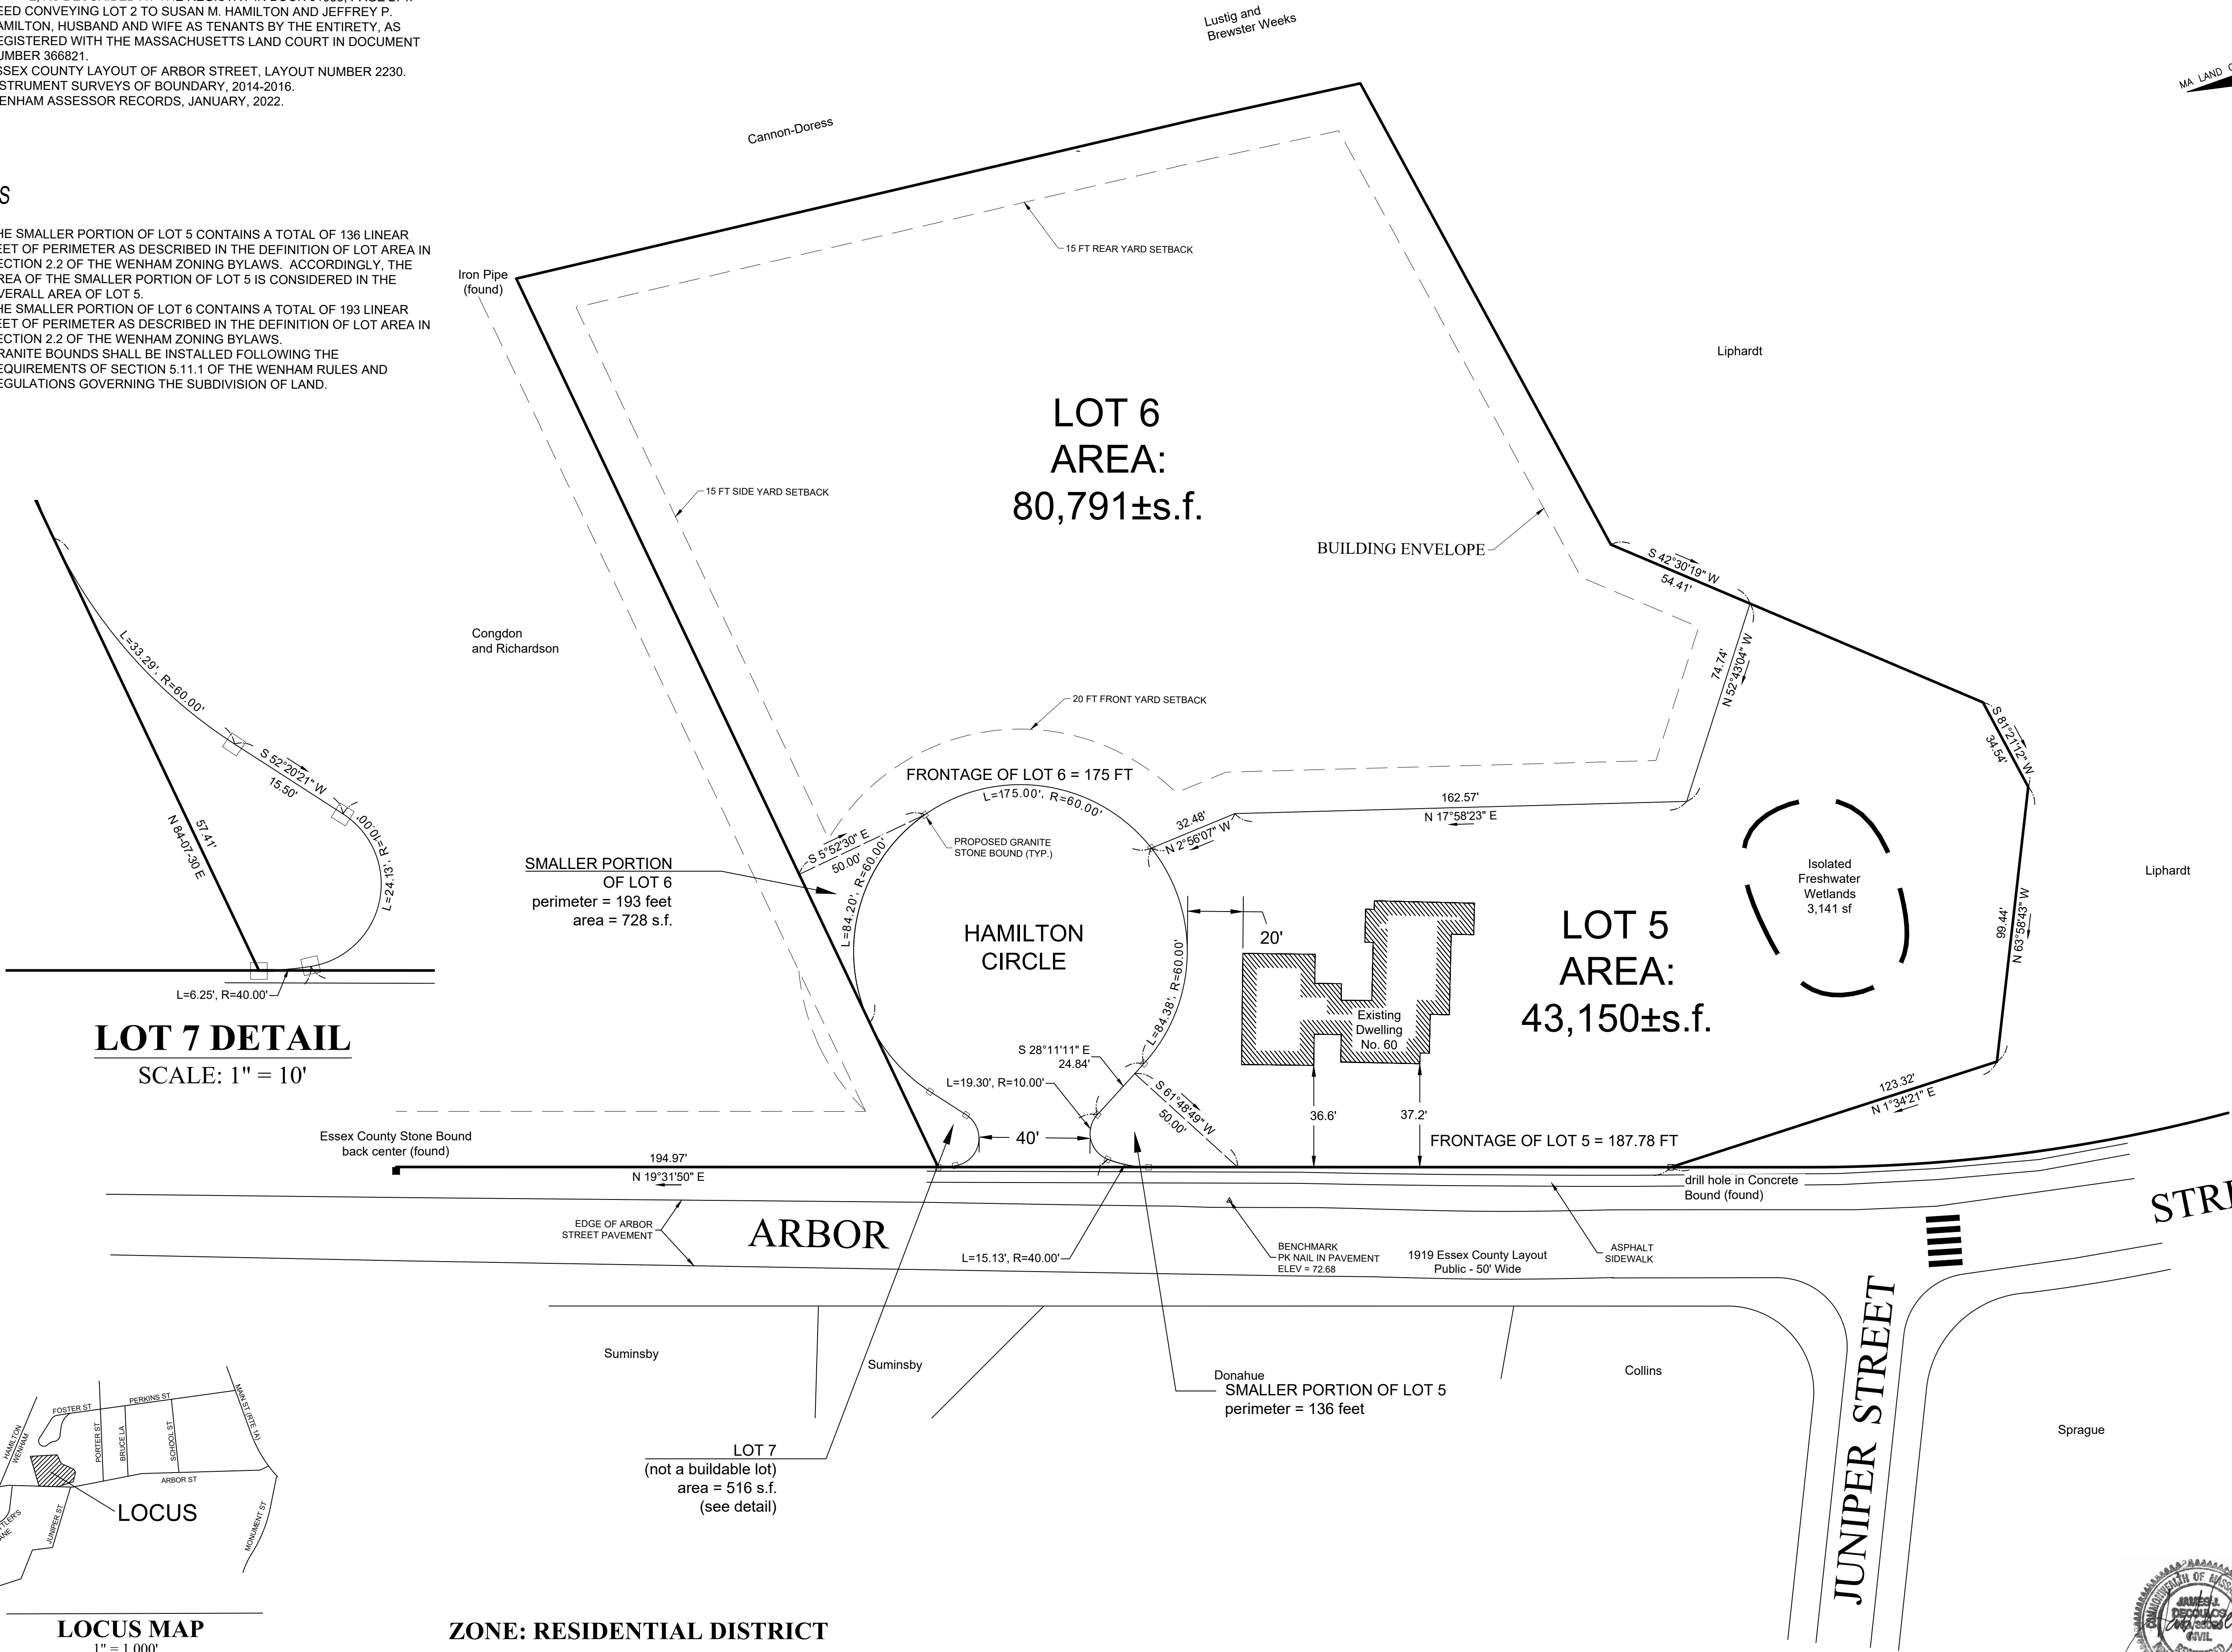 EED CONVEYING LOT 2 TO SUSAN M. HAMILTON AND JEFFREY P.
AMILTON, HUSBAND AND WIFE AS TENANTS BY THE ENTIRETY, AS
EGISTERED WITH THE MASSACHUSETTS LAND COURT IN DOCUMENT
UMBER 366821.
SSEX COUNTY LAYOUT OF ARBOR STREET, LAYOUT NUMBER 2230.
STRUMENT SURVEYS OF BOUNDARY, 2014-2016.
ENHAM ASSESSOR RECORDS, JANUARY, 2022.
S
HE SMALLER PORTION OF LOT 5 CONTAINS A TOTAL OF 136 LINEAR
EET OF PERIMETER AS DESCRIBED IN THE DEFINITION OF LOT AREA IN
ECTION 2.2 OF THE WENHAM ZONING BYLAWS. ACCORDINGLY, THE
REA OF THE SMALLER PORTION OF LOT 5 IS CONSIDERED IN THE
VERALL AREA OF LOT 5.
HE SMALLER PORTION OF LOT 6 CONTAINS A TOTAL OF 193 LINEAR
EET OF PERIMETER AS DESCRIBED IN THE DEFINITION OF LOT AREA IN
ECTION 2.2 OF THE WENHAM ZONING BYLAWS.
RANITE BOUNDS SHALL BE INSTALLED FOLLOWING THE
EQUIREMENTS OF SECTION 5.11.1 OF THE WENHAM RULES AND
EGULATIONS GOVERNING THE SUBDIVISION OF LAND.
Lustig and
Brewster Weeks
MA LAND
Cannon-Doress
Iron Pipe
(found)
15 FT REAR YARD SETBACK
Liphardt
LOT 6
AREA:
80,791±s.f.
15 FT SIDE YARD SETBACK
BUILDING ENVELOPE
S 42°30'19" W
54.41'
Congdon
and Richardson
74.74'
N 52°43'04" W
20 FT FRONT YARD SETBACK
S 81°21'12" W
34.54'
FRONTAGE OF LOT 6 = 175 FT
L=175.00', R=60.00'
162.57'
N 17°58'23" E
32.48'
N 2°56'07" W
PROPOSED GRANITE
STONE BOUND (TYP.)
S 5°52'30" E
50.00'
SMALLER PORTION
OF LOT 6
perimeter = 193 feet
area = 728 s.f.
L=84.20', R=60.00'
HAMILTON
CIRCLE
L=84.38', R=60.00'
20'
Existing
Dwelling
No. 60
LOT 5
AREA:
43,150±s.f.
Isolated
Freshwater
Wetlands
3,141 sf
Liphardt
99.44'
N 63°58'43" W
S 28°11'11" E
24.84'
L=19.30', R=10.00'
S 61°48'49" W
50.00'
36.6'
37.2'
123.32'
N 1°34'21" E
40'
FRONTAGE OF LOT 5 = 187.78 FT
Essex County Stone Bound
back center (found)
194.97'
N 19°31'50" E
drill hole in Concrete
Bound (found)
L=33.29', R=60.00'
S 52°20'21" W
15.50'
L=24.13', R=10.00'
57.41'
N 84-07-30 E
L=6.25', R=40.00'
LOT 7 DETAIL
SCALE: 1" = 10'
EDGE OF ARBOR
STREET PAVEMENT
ARBOR
STR
L=15.13', R=40.00'
BENCHMARK
PK NAIL IN PAVEMENT
ELEV = 72.68
1919 Essex County Layout
Public - 50' Wide
ASPHALT
SIDEWALK
JUNIPER STREET
Suminsby
Suminsby
Donahue
Collins
Sprague
SMALLER PORTION OF LOT 5
perimeter = 136 feet
LOT 7
(not a buildable lot)
area = 516 s.f.
(see detail)
HAMILTON
WENHAM
FOSTER ST
PERKINS ST
MAIN ST (RTE 1A)
PORTER ST
BRUCE LA
SCHOOL ST
ARBOR ST
JUNIPER ST
MONUMENT ST
LOCUS
LOCUS MAP
1" = 1,000'
ZONE: RESIDENTIAL DISTRICT
JAMES J.
CIVIL